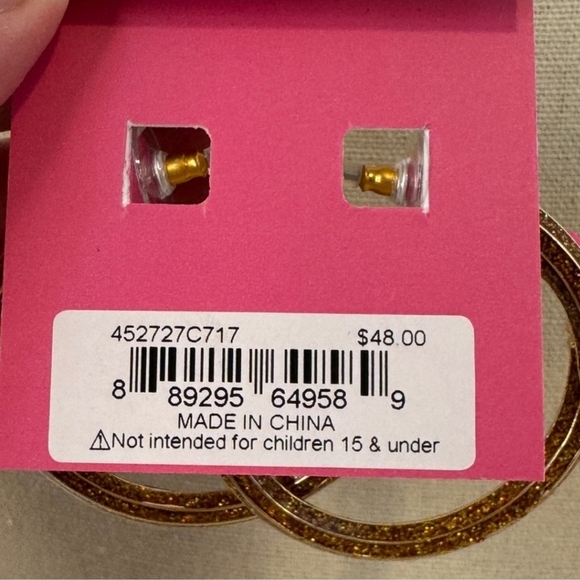 452727C717 $48.00
8 89295 64958 9
MADE IN CHINA
⚠Not intended for children 15 & under